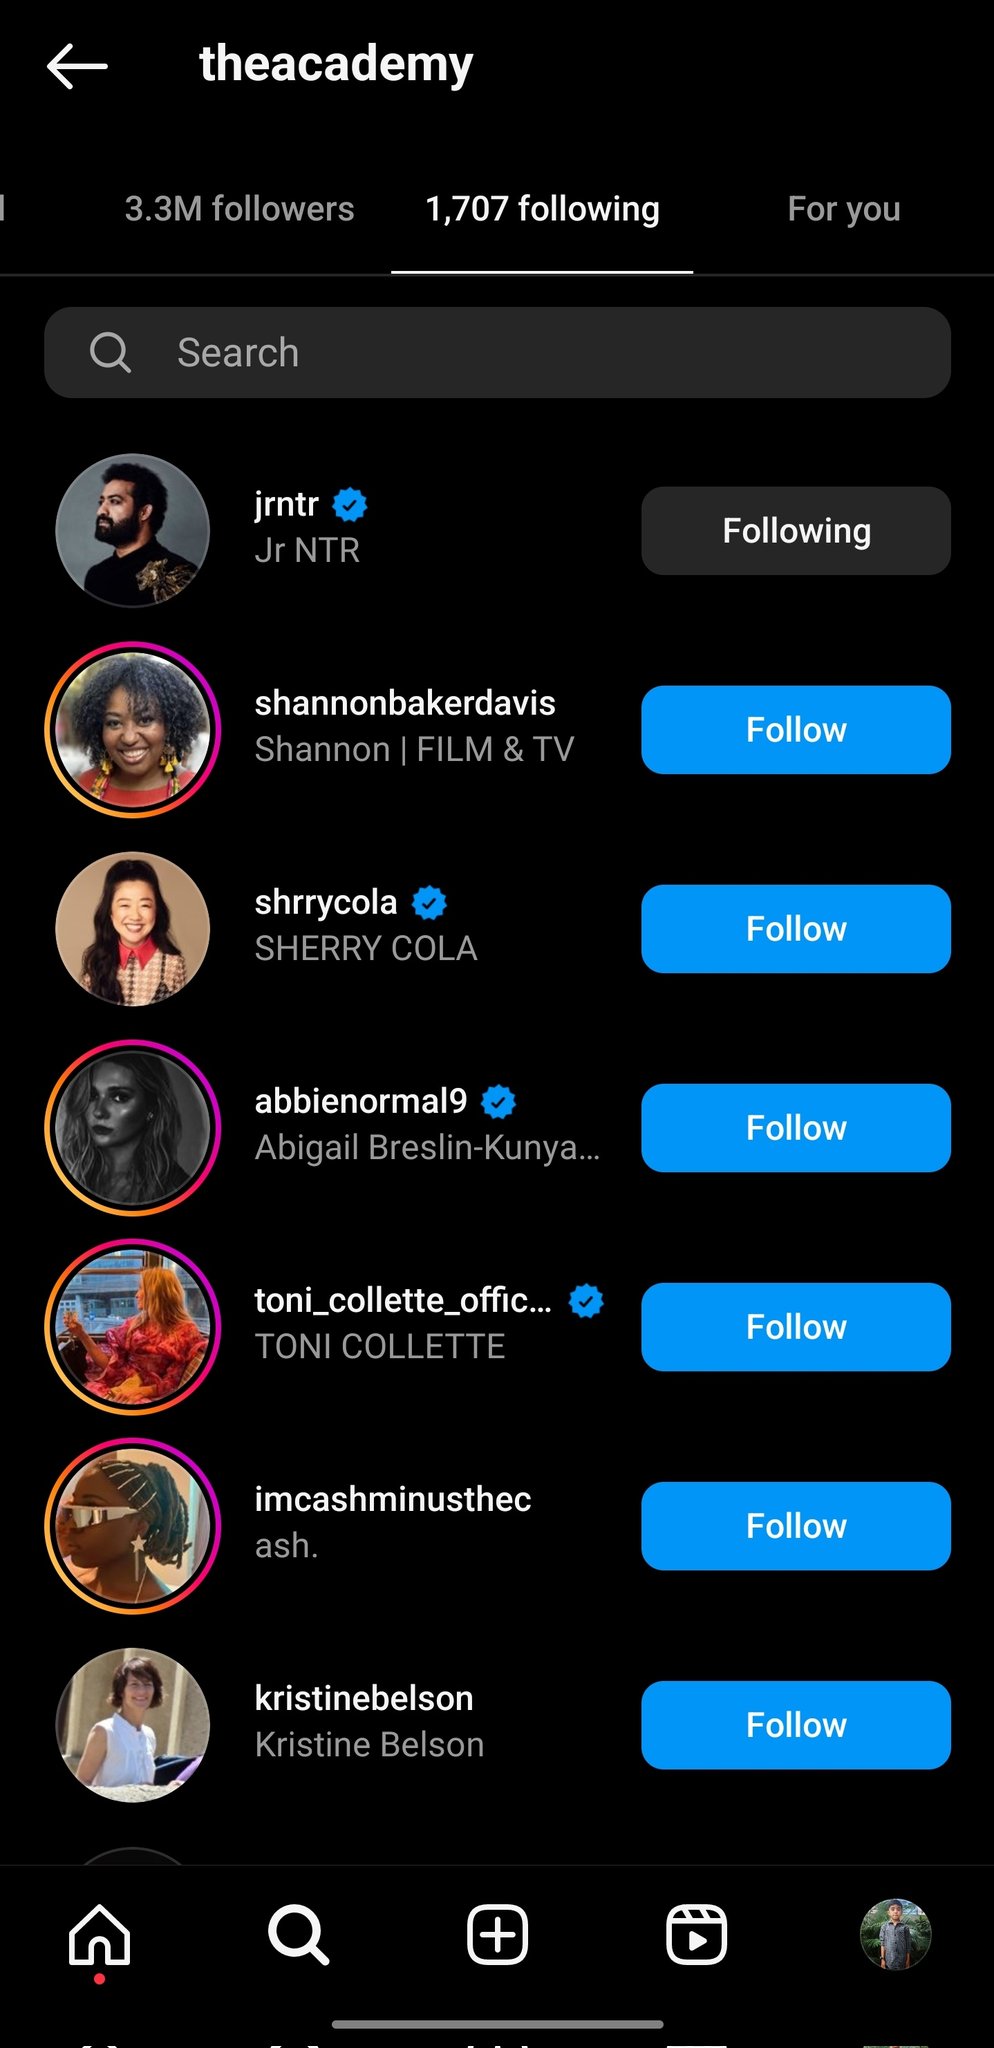 theacademy
3.3M followers
1,707 following
For you
Search
jrntr
Jr NTR
Following
shannonbakerdavis
Shannon | FILM & TV
Follow
shrrycola
SHERRY COLA
Follow
abbienormal9
Abigail Breslin-Kunya...
Follow
toni_collette_offic...
TONI COLLETTE
Follow
imcashminusthec
ash.
Follow
kristinebelson
Kristine Belson
Follow